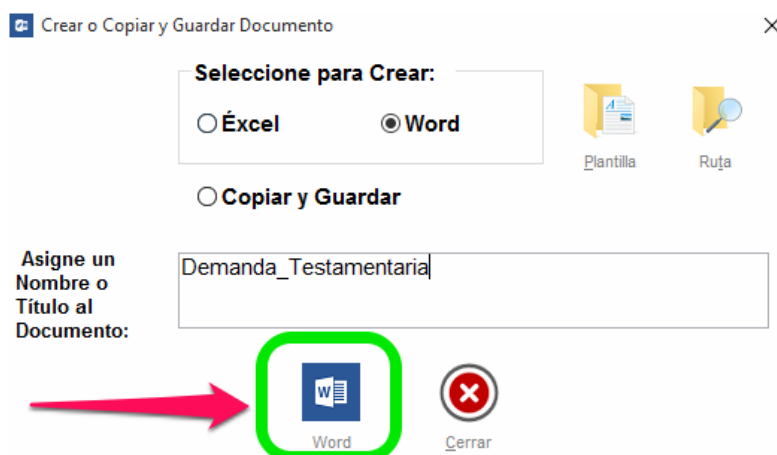 Crear o Copiar y Guardar Documento
Seleccione para Crear:
Éxcel
Word
Plantilla
Ruta
Copiar y Guardar
Asigne un
Nombre o
Título al
Documento:
Demanda_Testamentaria
Word
Cerrar